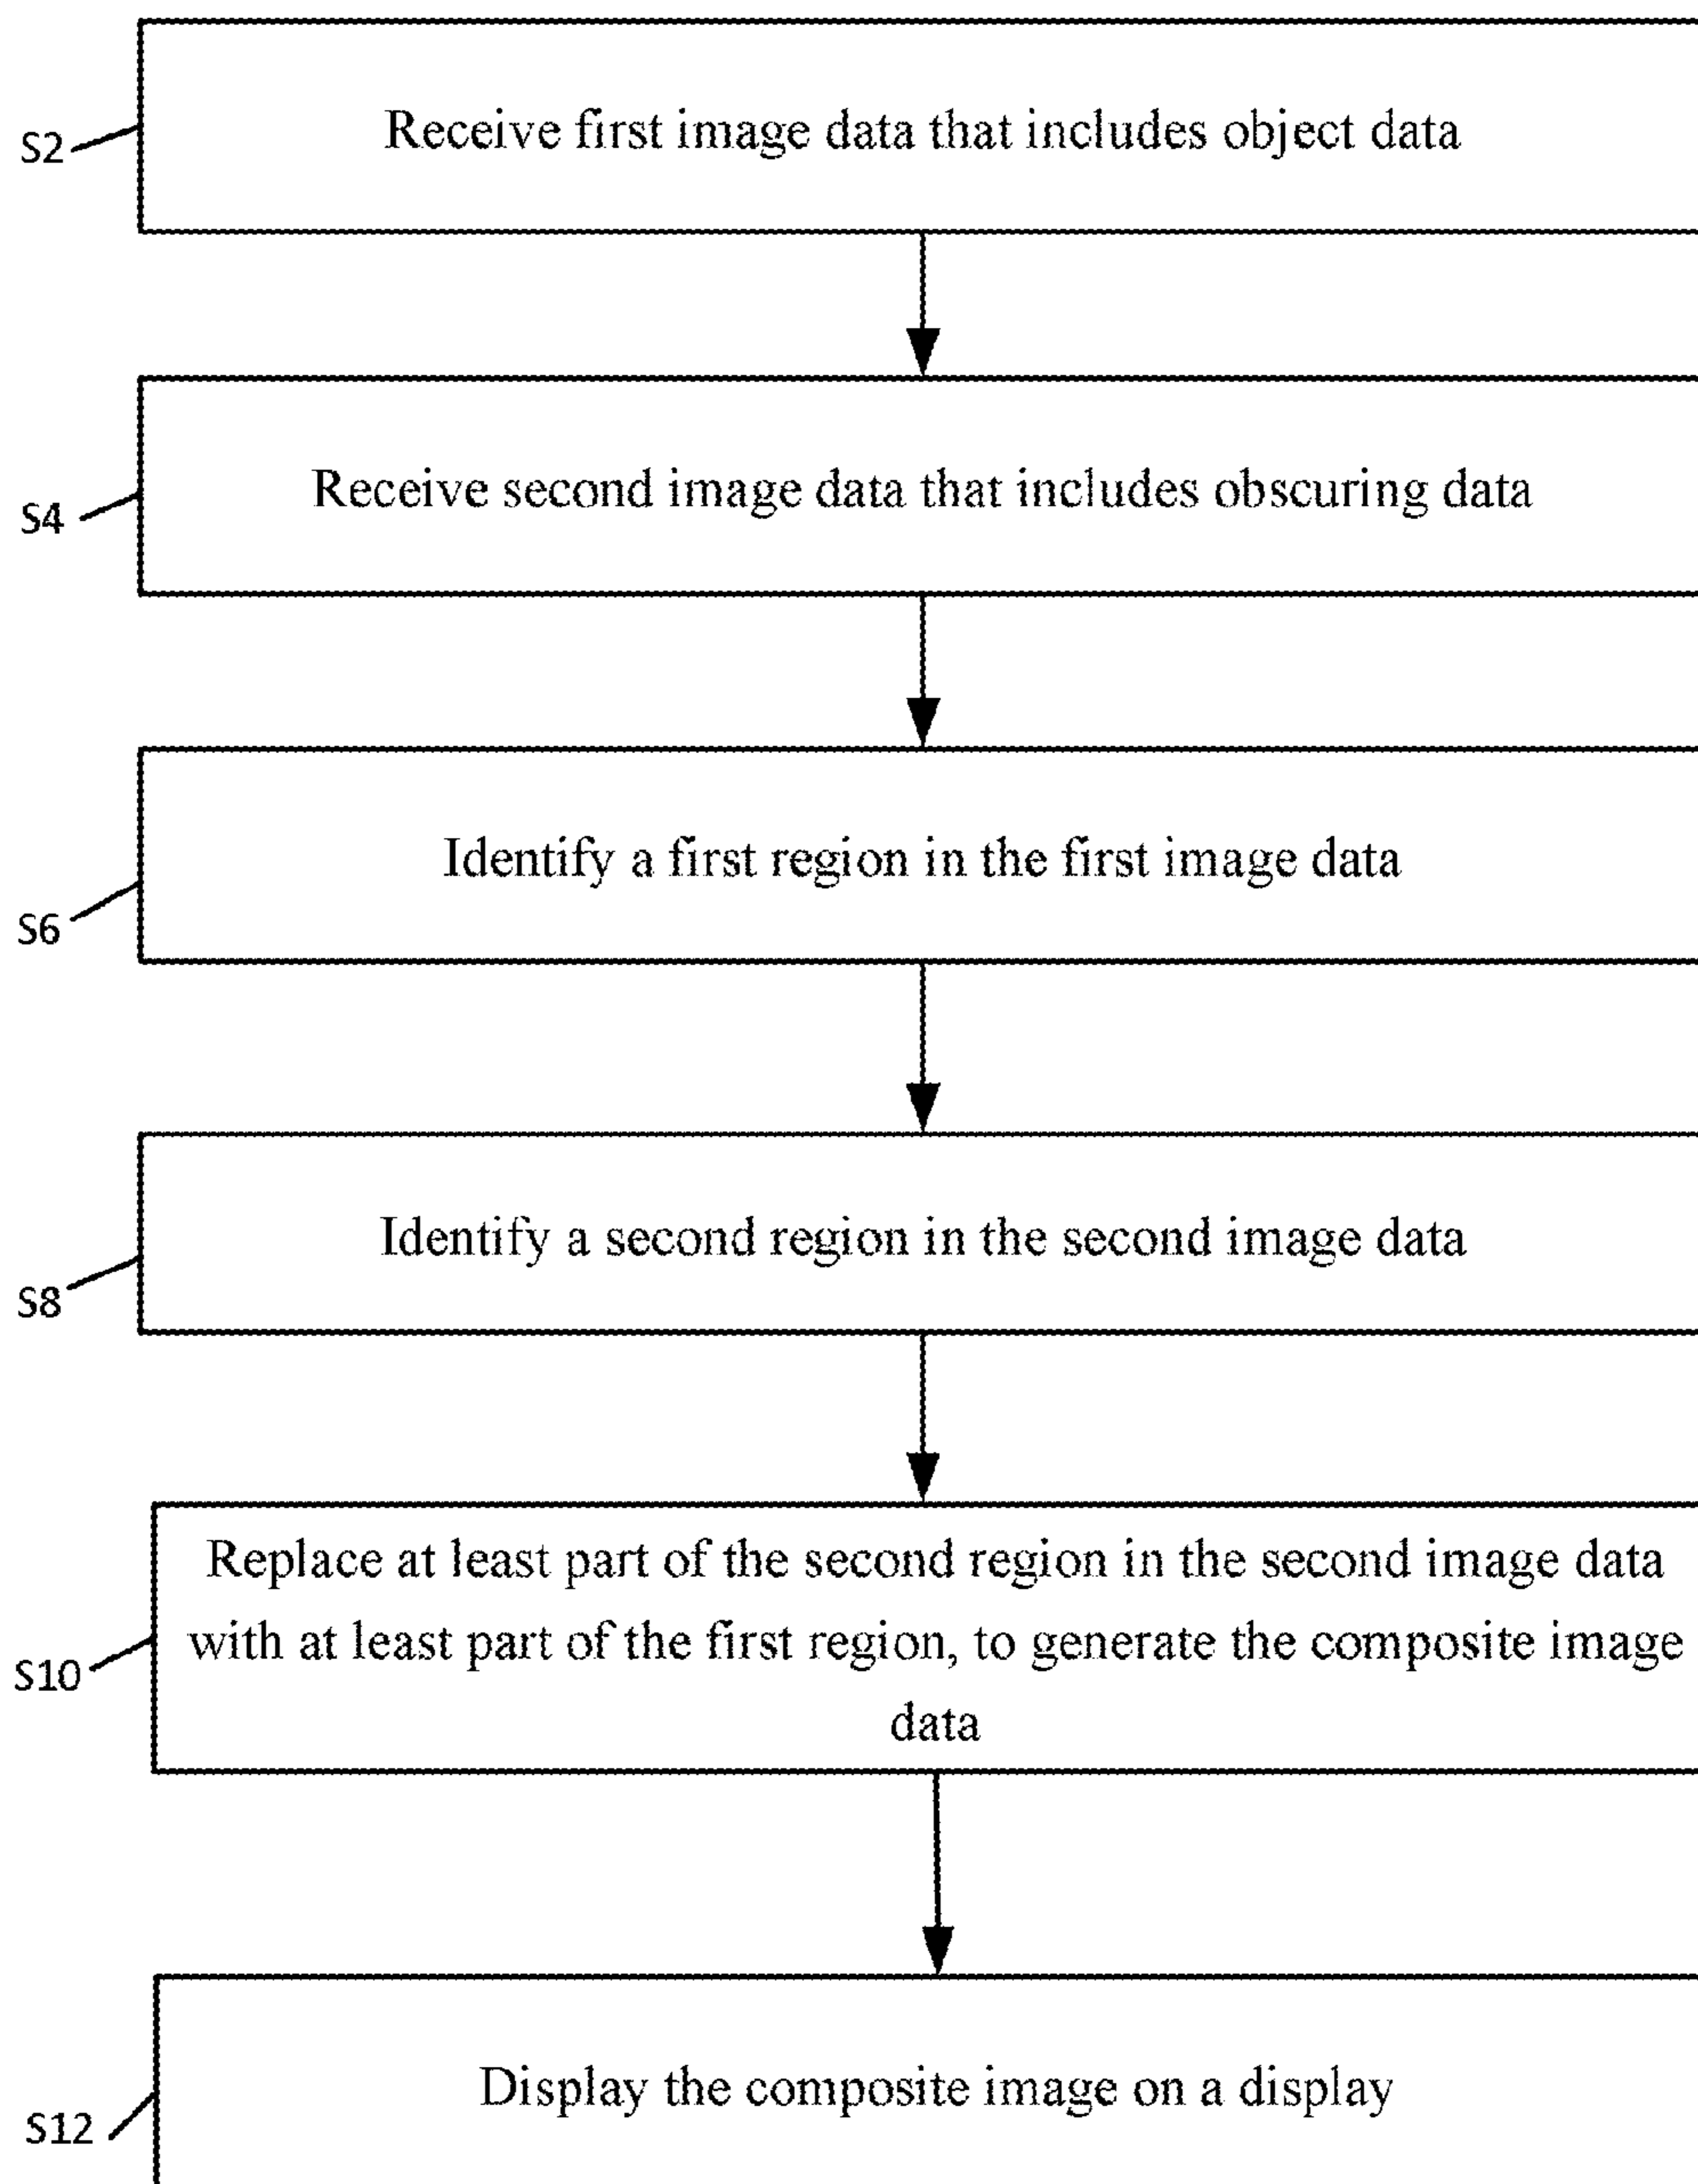 S2
Receive first image data that includes object data
S4
Receive second image data that includes obscuring data
S6
Identify a first region in the first image data
S8
Identify a second region in the second image data
S10
Replace at least part of the second region in the second image data
with at least part of the first region, to generate the composite image
data
S12
Display the composite image on a display